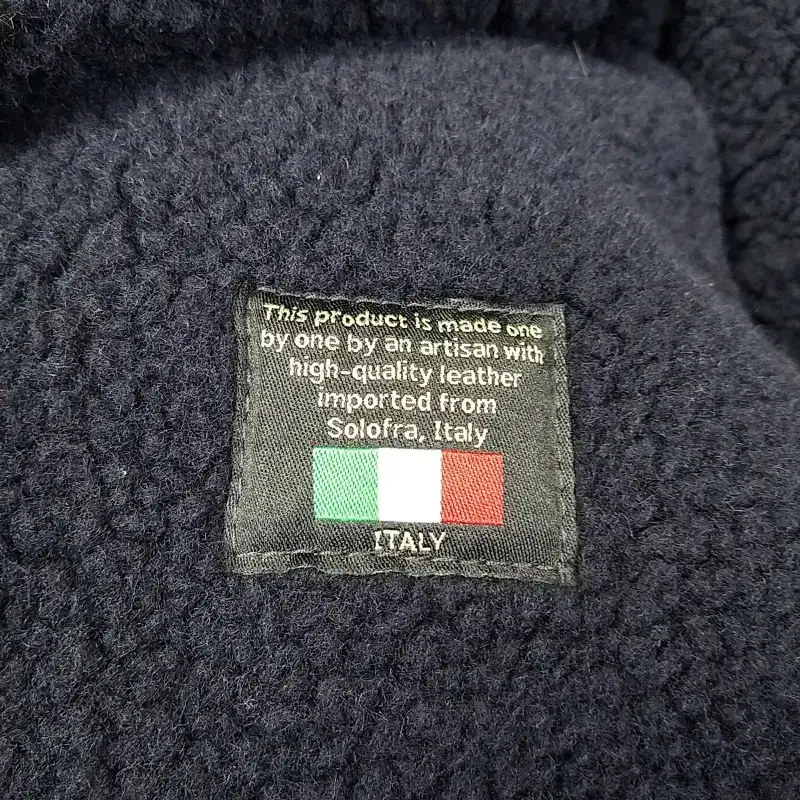 This product is made one
by one by an artisan with
high-quality leather
imported from
Solofra, Italy
ITALY